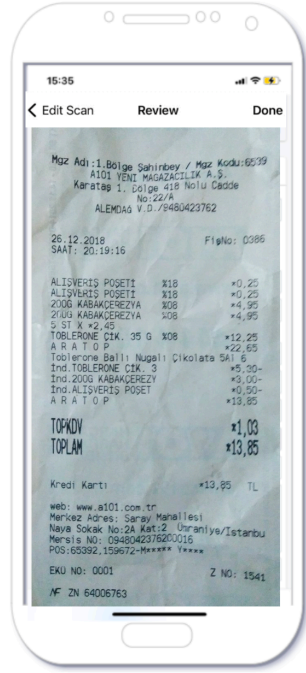 15:35
Edit Scan Review Done
Mgz Adı:1.Bölge Şahinbey / Mgz Kodu:6539
A101 YENİ MAGAZACILIK A.Ş.
Karataş 1. Bölge 418 Nolu Cadde
No:22/A
ALEMDAĞ V.D./9480423762
26.12.2018 FişNo: 0386
SAAT: 20:19:16
ALIŞVERİŞ POŞETİ %18 *0,25
ALIŞVERİŞ POŞETİ %18 *0,25
200G KABAKÇEREZYA %08 *4,95
200G KABAKÇEREZYA %08 *4,95
5 ST X *2,45
TOBLERONE ÇIK. 35 G %08 *12,25
A R A T O P *22,65
Toblerone Ballı Nugalı Çikolata 5Al 6
İnd.TOBLERONE ÇIK. 3 *5,30-
İnd.200G KABAKÇEREZY *3,00-
İnd.ALIŞVERİŞ POŞET *0,50-
A R A T O P *13,85
TOPKDV *1,03
TOPLAM *13,85
Kredi Kartı *13,85 TL
web: www.a101.com.tr
Merkez Adres: Saray Mahallesi
Naya Sokak No:2A Kat:2 Ümraniye/İstanbu
Mersis NO: 0948042376200016
POS:65392,159672-M***** Y****
EKÜ NO: 0001 Z NO: 1541
MF ZN 64006763